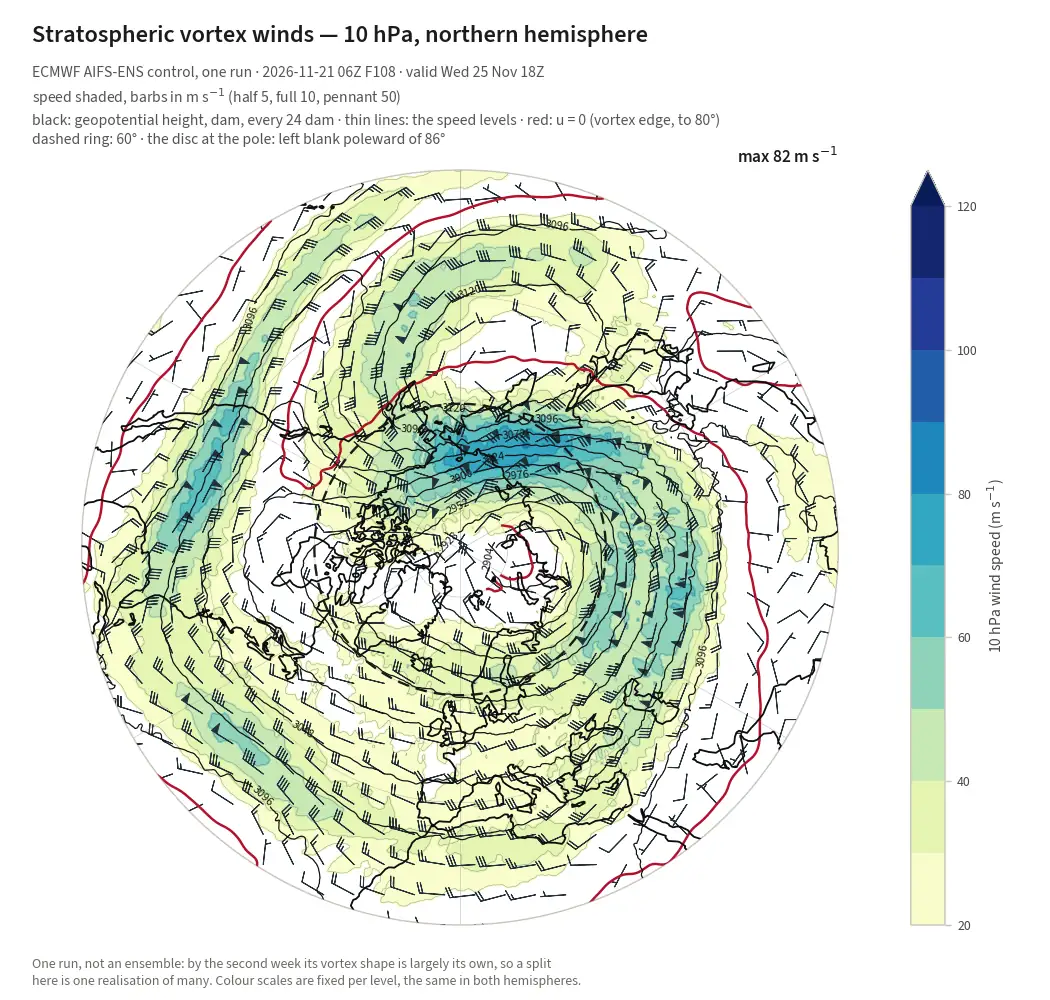 Stratospheric vortex winds — 10 hPa, northern hemisphere
ECMWF AIFS-ENS control, one run · 2026-11-21 06Z F108 · valid Wed 25 Nov 18Z
speed shaded, barbs in m s⁻¹ (half 5, full 10, pennant 50)
black: geopotential height, dam, every 24 dam · thin lines: the speed levels · red: u = 0 (vortex edge, to 80°)
dashed ring: 60° · the disc at the pole: left blank poleward of 86°
max 82 m s⁻¹
120
100
80
60
40
20
10 hPa wind speed (m s⁻¹)
3096
3120
3096
3120
3096
2976
2904
3096
3096
One run, not an ensemble: by the second week its vortex shape is largely its own, so a split
here is one realisation of many. Colour scales are fixed per level, the same in both hemispheres.